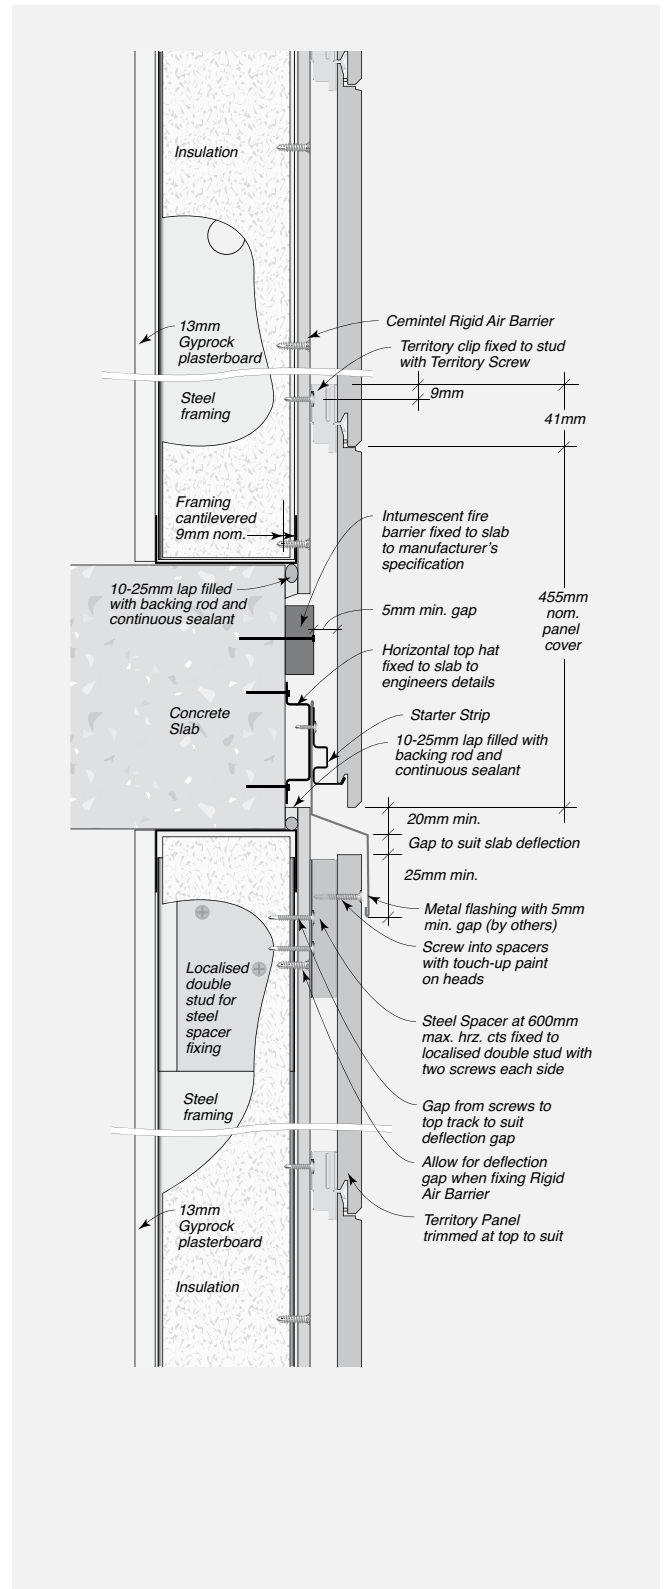 Insulation
Cemintel Rigid Air Barrier
13mm
Gyprock
plasterboard
Territory clip fixed to stud
with Territory Screw
9mm
Steel
framing
41mm
Framing
cantilevered
9mm nom.
Intumescent fire
barrier fixed to slab
to manufacturer's
specification
10-25mm lap filled
with backing rod and
continuous sealant
5mm min. gap
455mm
nom.
panel
cover
Horizontal top hat
fixed to slab to
engineers details
Concrete
Slab
Starter Strip
10-25mm lap filled with
backing rod and
continuous sealant
20mm min.
Gap to suit slab deflection
25mm min.
Metal flashing with 5mm
min. gap (by others)
Screw into spacers
with touch-up paint
on heads
Localised
double
stud for
steel
spacer
fixing
Steel Spacer at 600mm
max. hrz. cts fixed to
localised double stud with
two screws each side
Steel
framing
Gap from screws to
top track to suit
deflection gap
Allow for deflection
gap when fixing Rigid
Air Barrier
13mm
Gyprock
plasterboard
Territory Panel
trimmed at top to suit
Insulation